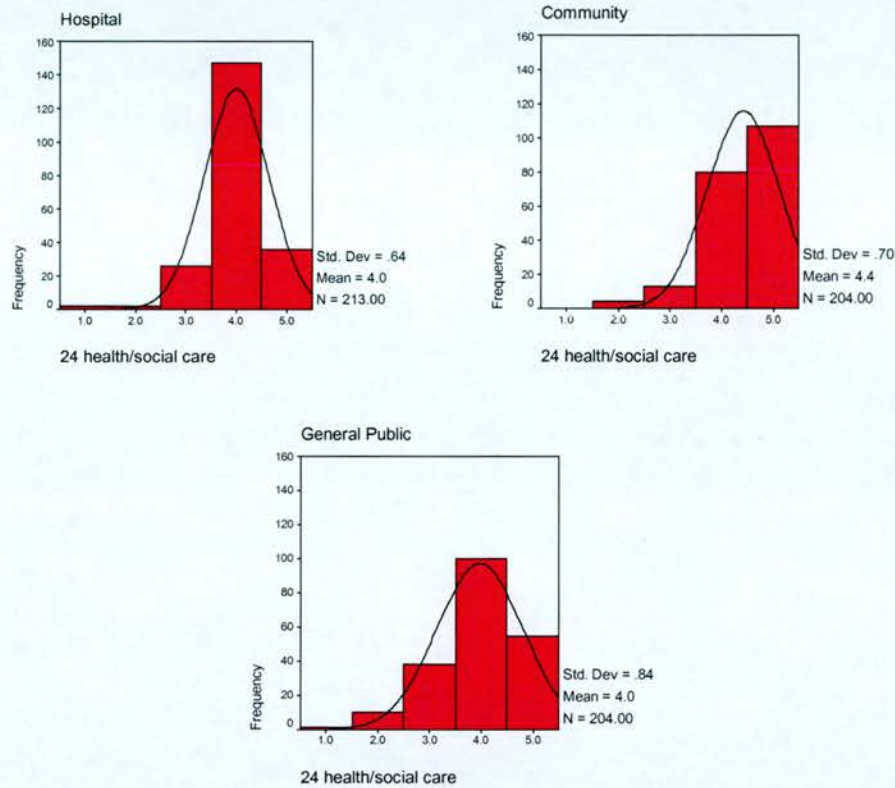 Hospital
160
140
120
100
80
60
40
20
0
Frequency
1.0 2.0 3.0 4.0 5.0
Std. Dev = .64
Mean = 4.0
N = 213.00
24 health/social care
Community
160
140
120
100
80
60
40
20
0
Frequency
1.0 2.0 3.0 4.0 5.0
Std. Dev = .70
Mean = 4.4
N = 204.00
24 health/social care
General Public
160
140
120
100
80
60
40
20
0
Frequency
1.0 2.0 3.0 4.0 5.0
Std. Dev = .84
Mean = 4.0
N = 204.00
24 health/social care